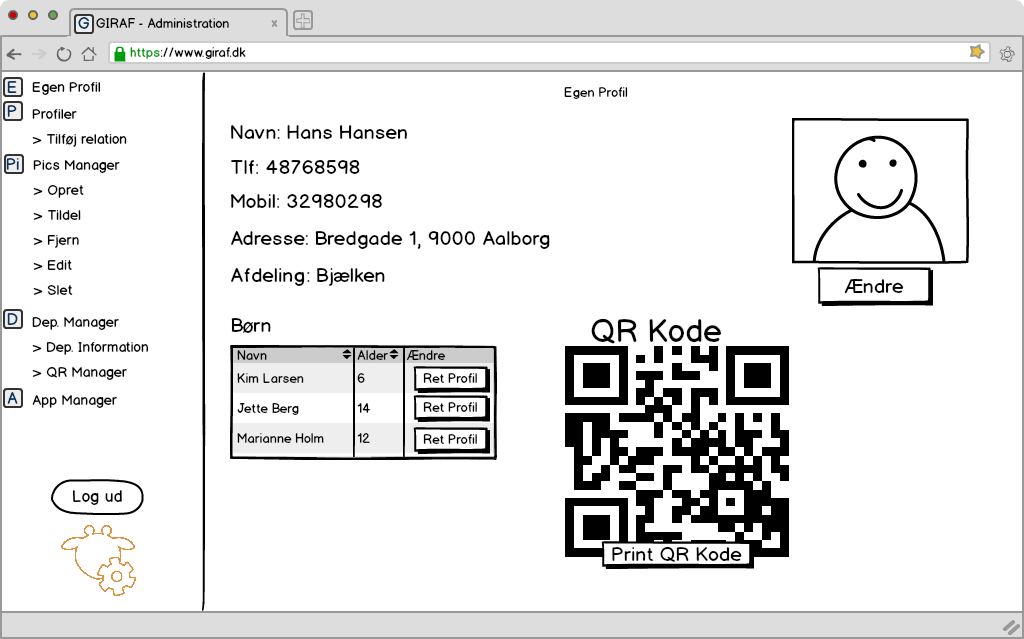 G GIRAF - Administration x
https://www.giraf.dk
E Egen Profil
P Profiler
> Tilføj relation
Pi Pics Manager
> Opret
> Tildel
> Fjern
> Edit
> Slet
D Dep. Manager
> Dep. Information
> QR Manager
A App Manager
Log ud
Egen Profil
Navn: Hans Hansen
Tlf: 48768598
Mobil: 32980298
Adresse: Bredgade 1, 9000 Aalborg
Afdeling: Bjælken
Ændre
Børn
Navn Alder Ændre
Kim Larsen 6 Ret Profil
Jette Berg 14 Ret Profil
Marianne Holm 12 Ret Profil
QR Kode
Print QR Kode